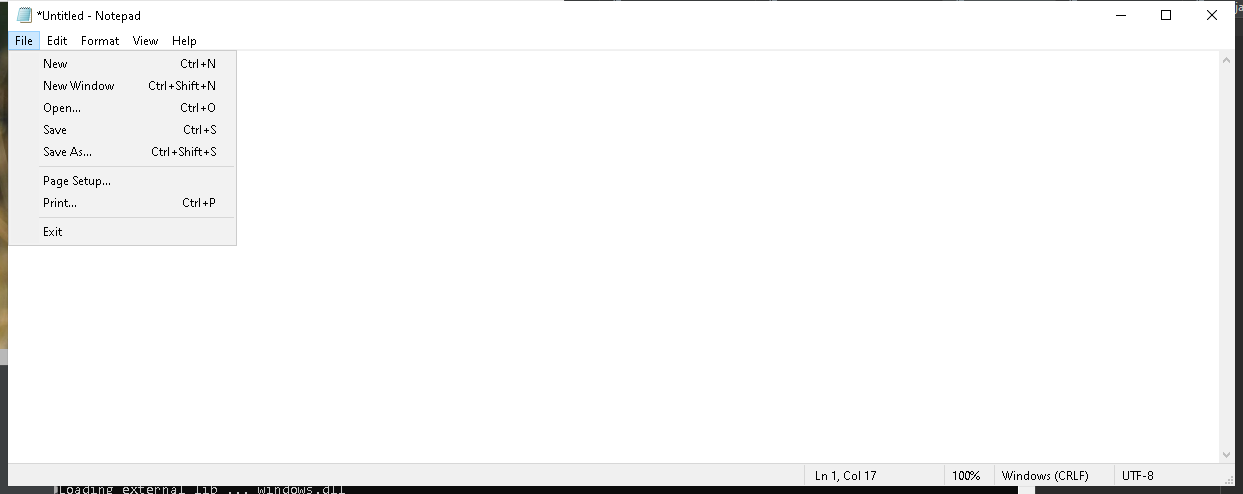 *Untitled - Notepad
File Edit Format View Help
New Ctrl+N
New Window Ctrl+Shift+N
Open... Ctrl+O
Save Ctrl+S
Save As... Ctrl+Shift+S
Page Setup...
Print... Ctrl+P
Exit
Ln 1, Col 17 100% Windows (CRLF) UTF-8
Loading external lib ... windows.dll